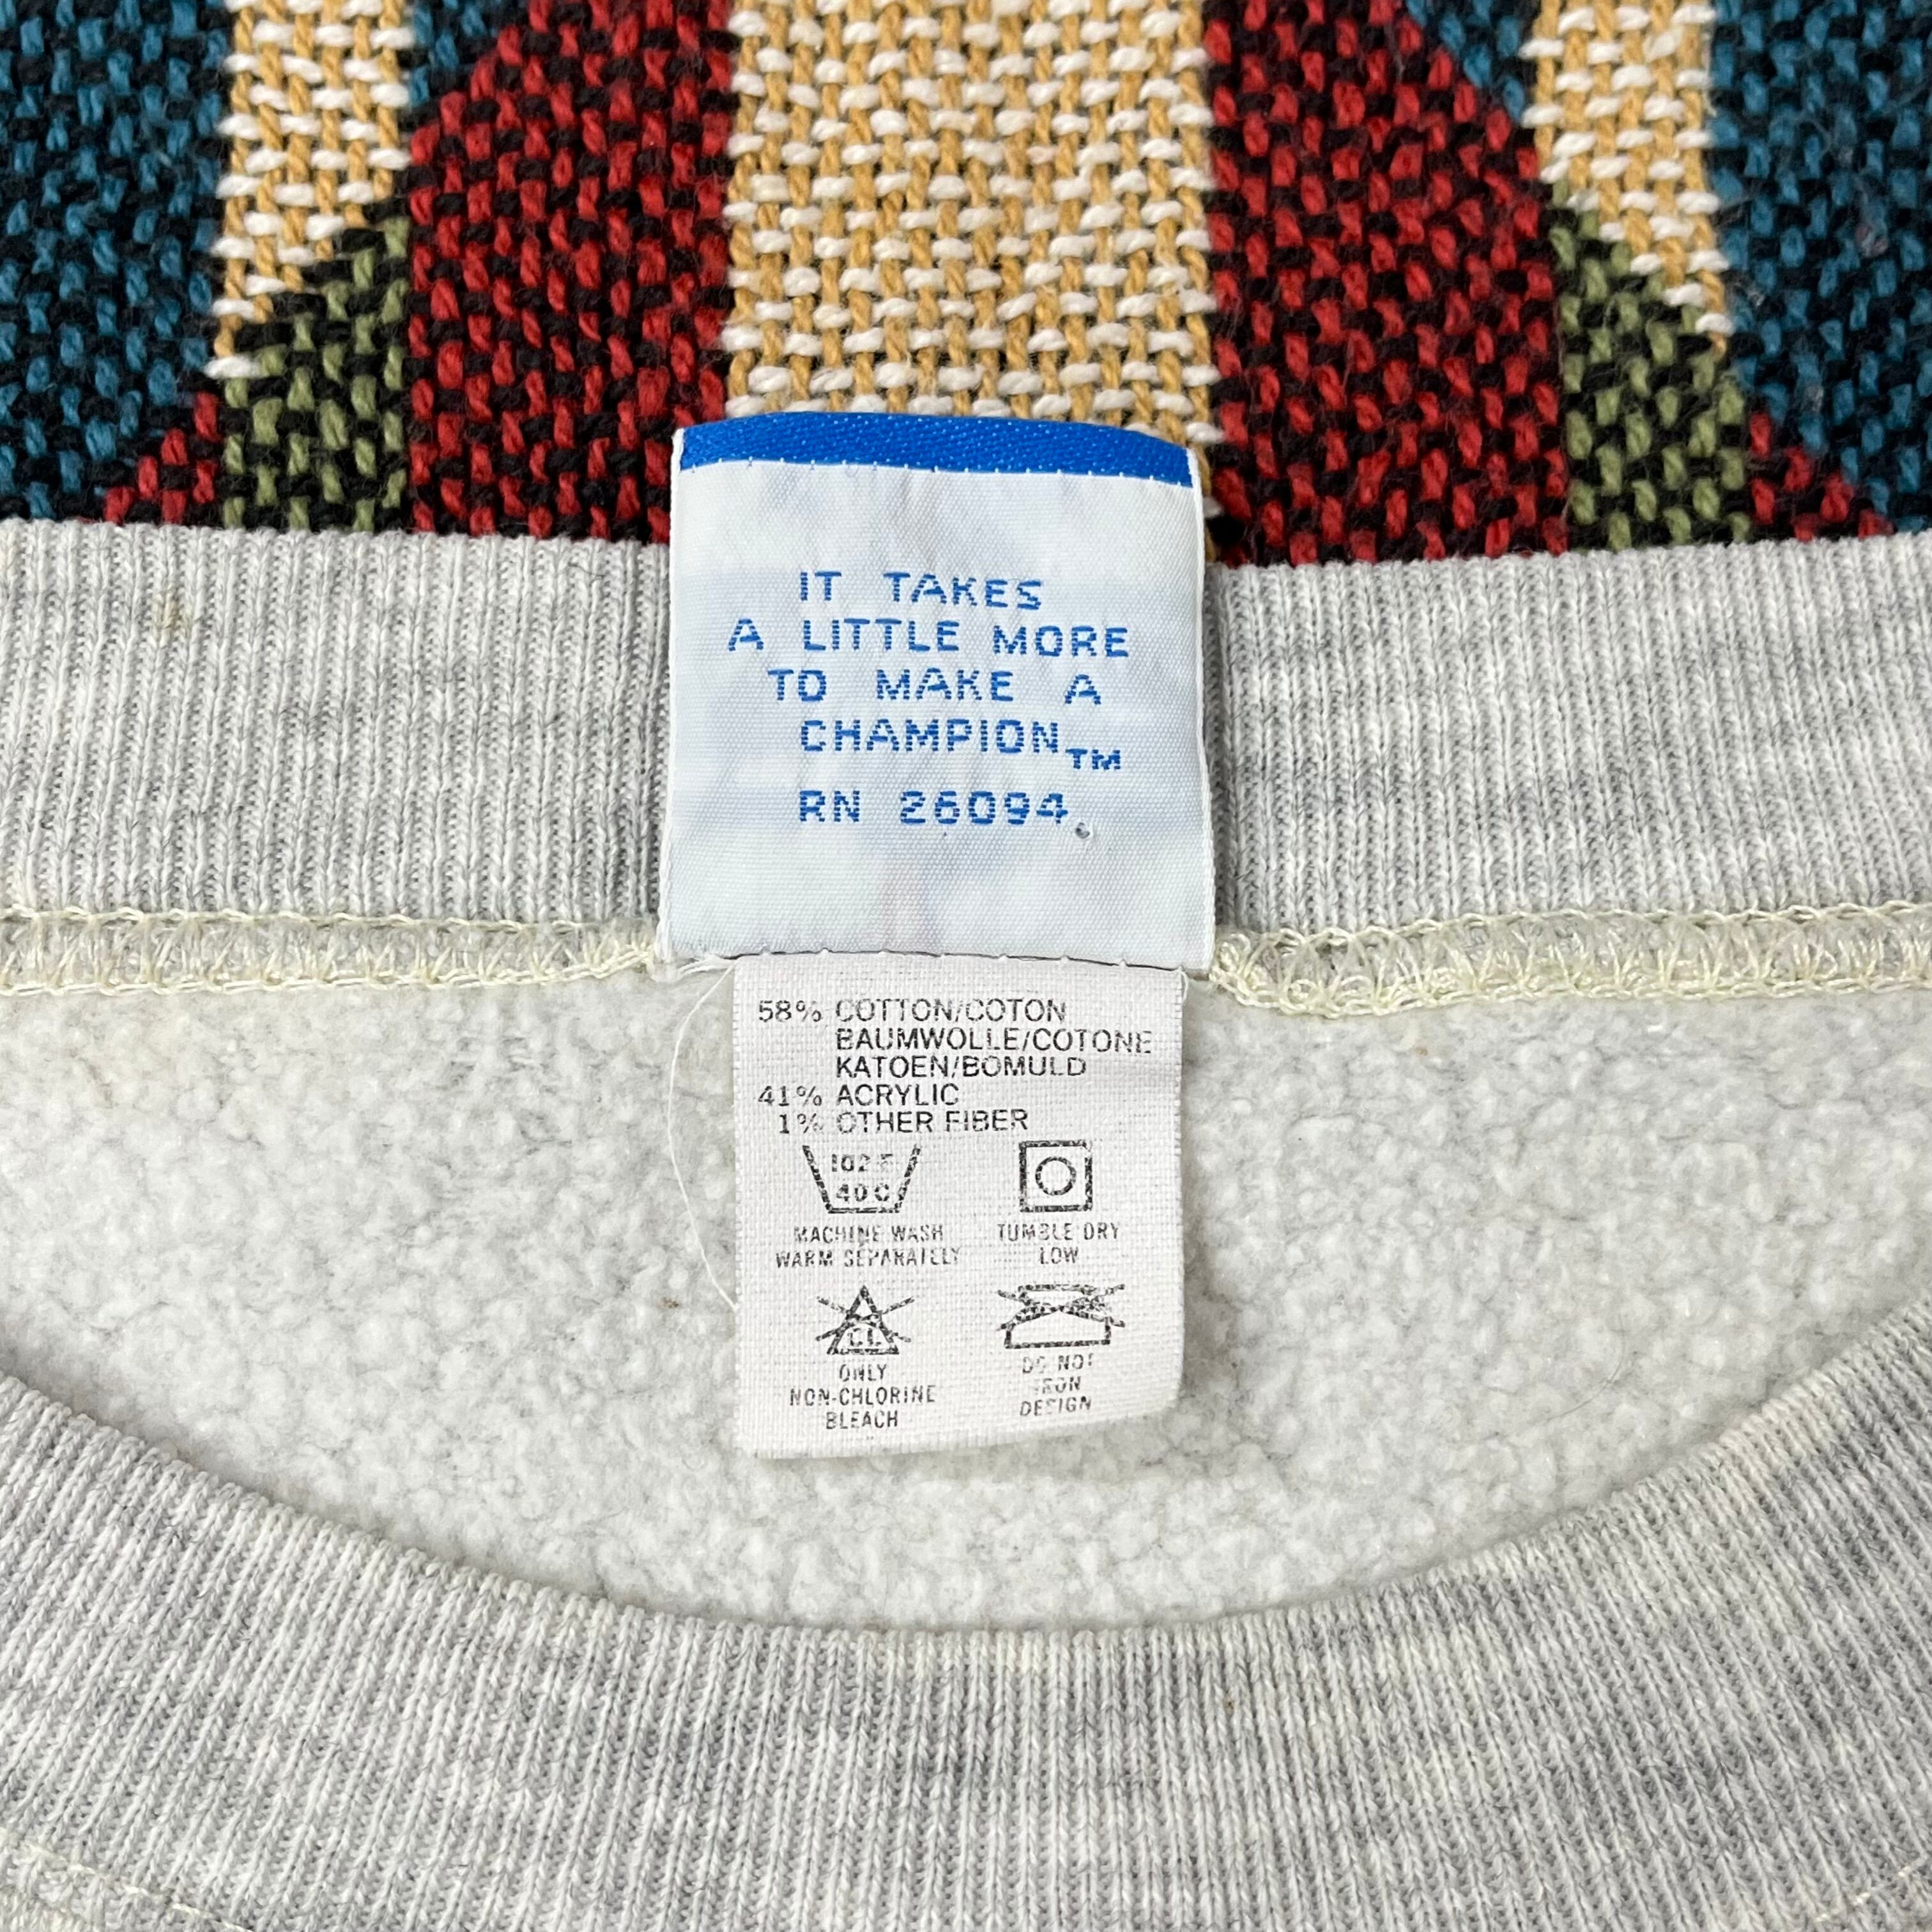 IT TAKES
A LITTLE MORE
TO MAKE A
CHAMPION™
RN 26094
58% COTTON/COTON
BAUMWOLLE/COTONE
KATOEN/BOMULD
41% ACRYLIC
1% OTHER FIBER
102 F
40 C
MACHINE WASH
WARM SEPARATELY
TUMBLE DRY
LOW
CL
ONLY
NON-CHLORINE
BLEACH
DO NOT
IRON
DESIGN